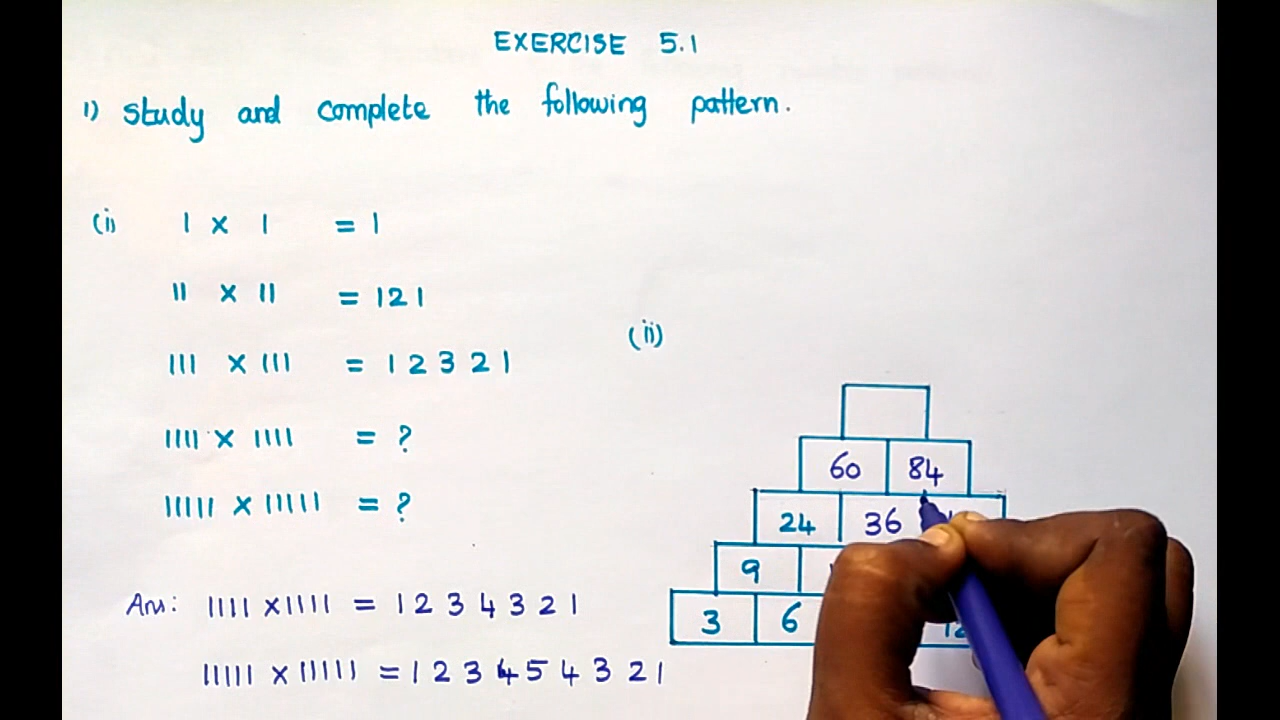 EXERCISE 5.1
1) study and complete the following pattern.
(i) 1 x 1 = 1
11 x 11 = 121
111 x 111 = 12321
1111 x 1111 = ?
11111 x 11111 = ?
Ans: 1111 x 1111 = 1234321
11111 x 11111 = 123454321
(ii)
60 84
24 36
9
3 6 12